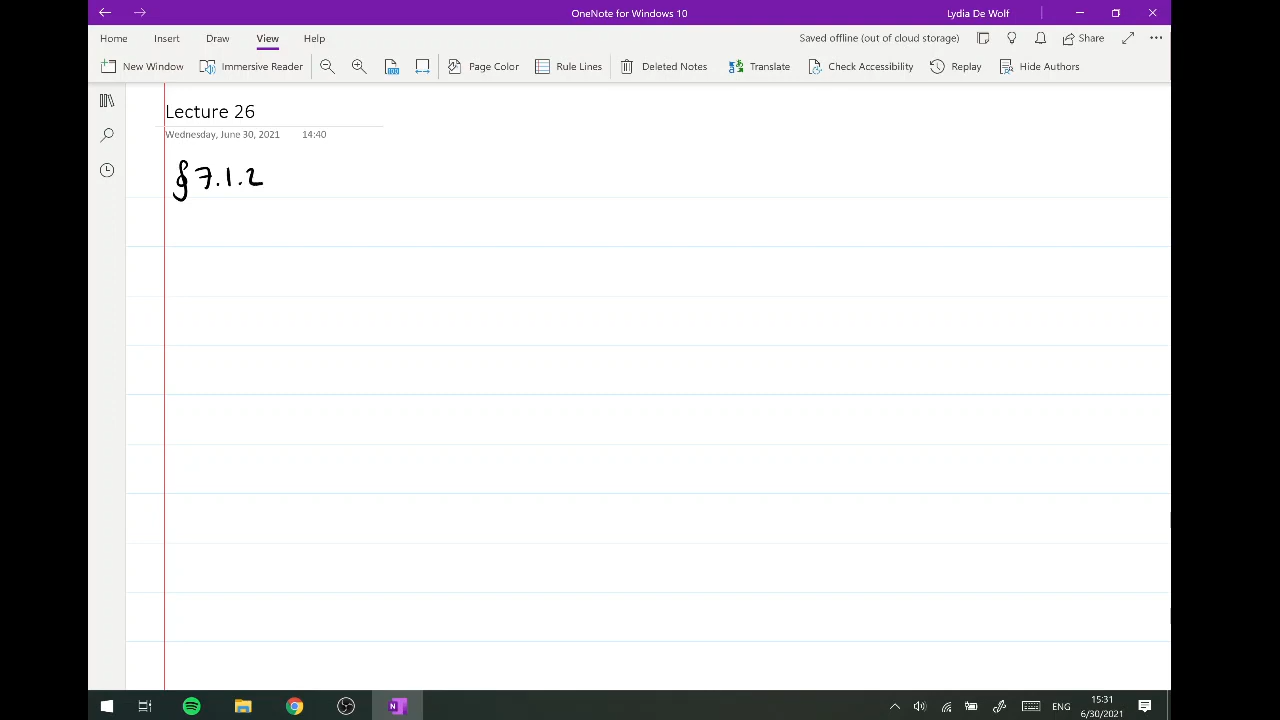 OneNote for Windows 10
Lydia De Wolf
Home Insert Draw View Help
Saved offline (out of cloud storage)
Share
New Window
Immersive Reader
Page Color
Rule Lines
Deleted Notes
Translate
Check Accessibility
Replay
Hide Authors
Lecture 26
Wednesday, June 30, 2021 14:40
§ 7.1.2
N
ENG
15:31
6/30/2021